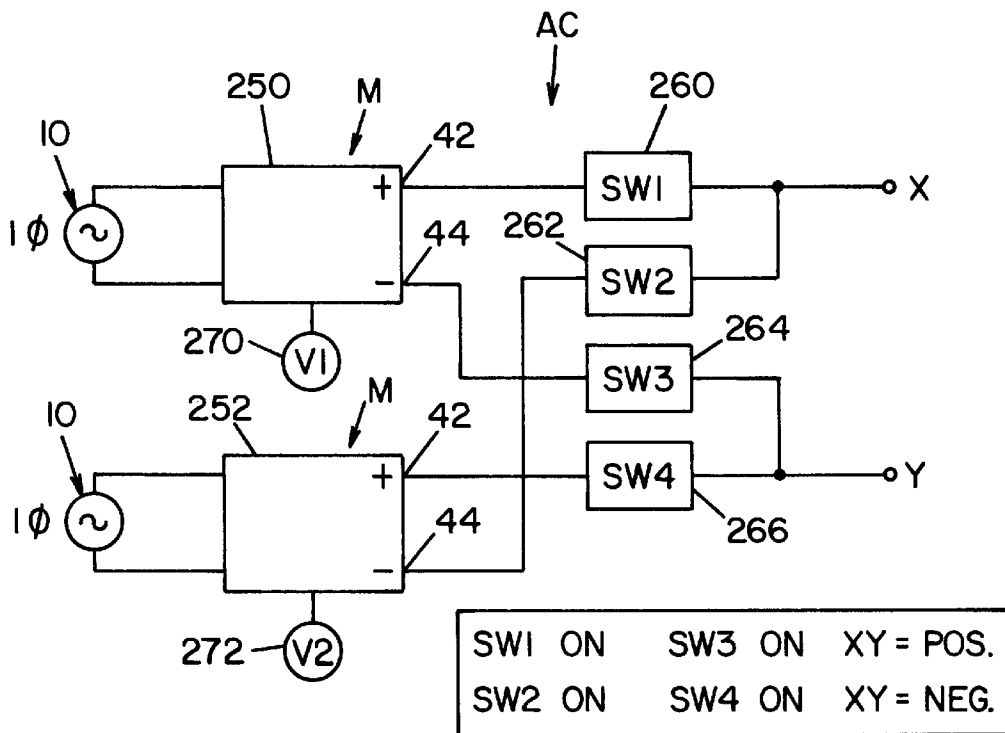 AC
250
M
260
10
42
+
SW1
X
1φ
~
44
262
-
SW2
264
270
V1
SW3
M
10
252
42
+
SW4
Y
1φ
~
44
266
-
272
V2
SW1 ON SW3 ON XY = POS.
SW2 ON SW4 ON XY = NEG.